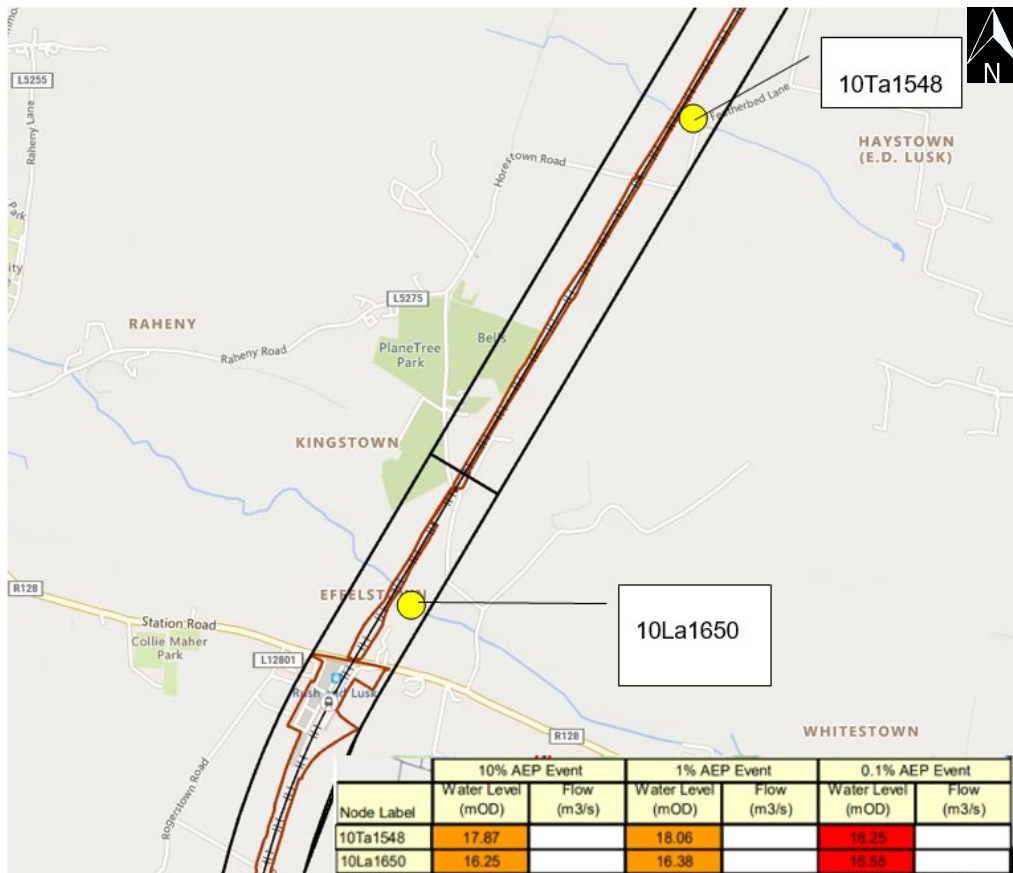 N
L5255
Raheny Lane
Park
ity
10Ta1548
Featherbed Lane
HAYSTOWN
(E.D. LUSK)
Horestown Road
L5275
RAHENY
Raheny Road
PlaneTree
Park
Bells
KINGSTOWN
R128
EFFELSTOWN
Station Road
Collie Maher
Park
10La1650
L12801
Rush and Lusk
WHITESTOWN
R128
Rogerstown Road
10% AEP Event 1% AEP Event 0.1% AEP Event
Node Label Water Level (mOD) Flow (m3/s) Water Level (mOD) Flow (m3/s) Water Level (mOD) Flow (m3/s)
10Ta1548 17.87 18.06 18.25
10La1650 16.25 16.38 16.55